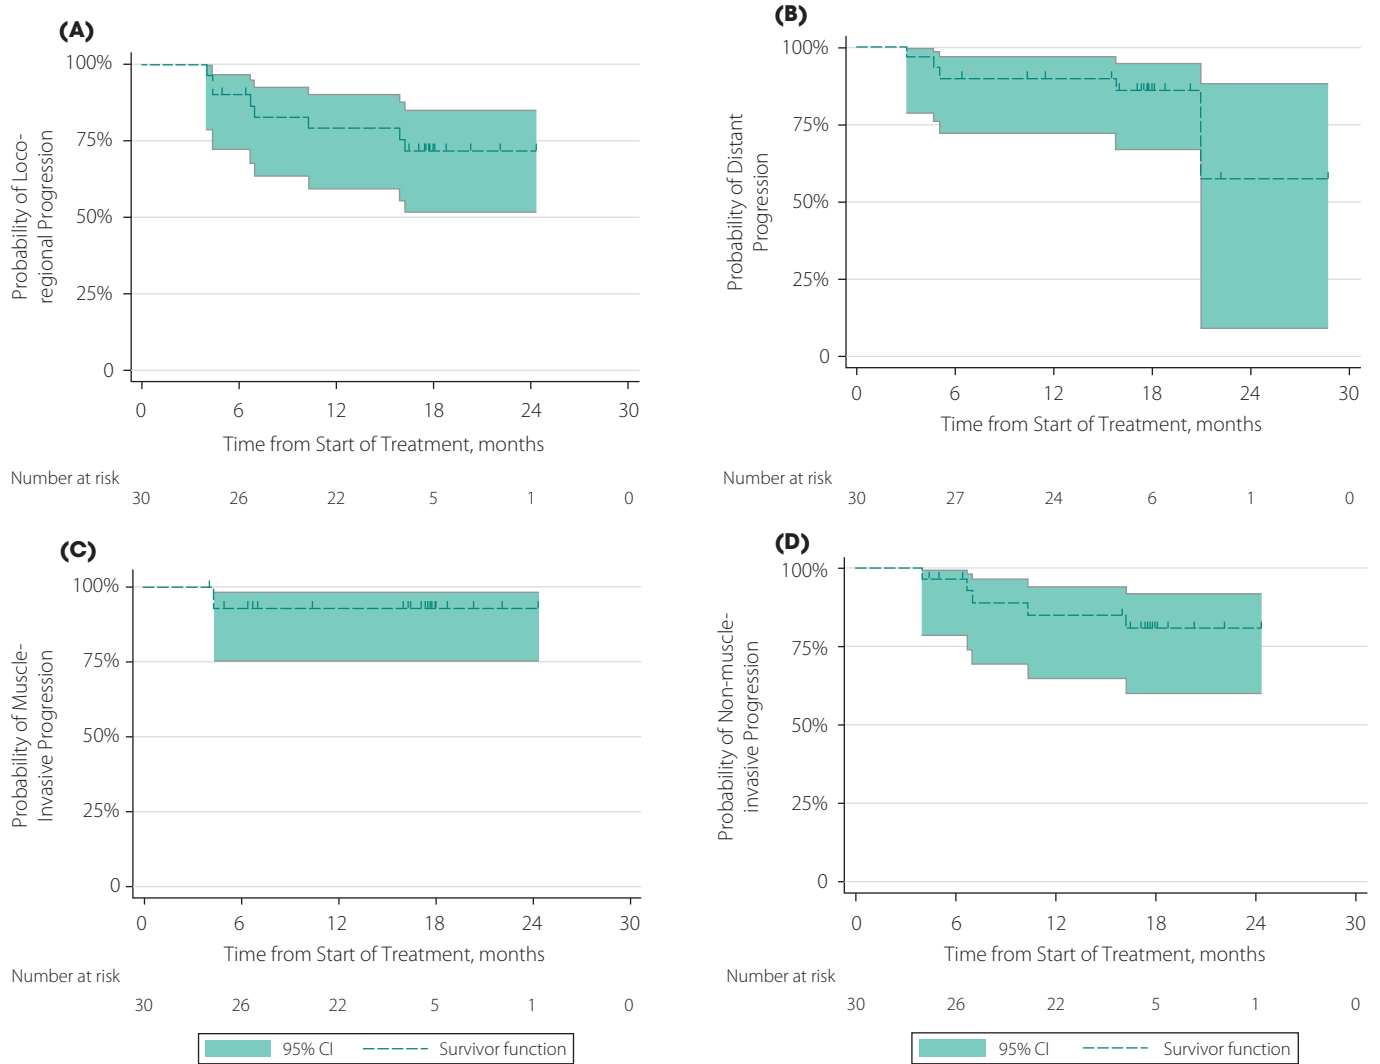 (A)
100%
75%
50%
25%
0
Probability of Loco-
regional Progression
0 6 12 18 24 30
Time from Start of Treatment, months
Number at risk
30 26 22 5 1 0
(B)
100%
75%
50%
25%
0
Probability of Distant
Progression
0 6 12 18 24 30
Time from Start of Treatment, months
Number at risk
30 27 24 6 1 0
(C)
100%
75%
50%
25%
0
Probability of Muscle-
Invasive Progression
0 6 12 18 24 30
Time from Start of Treatment, months
Number at risk
30 26 22 5 1 0
95% CI Survivor function
(D)
100%
75%
50%
25%
0
Probability of Non-muscle-
invasive Progression
0 6 12 18 24 30
Time from Start of Treatment, months
Number at risk
30 26 22 5 1 0
95% CI Survivor function